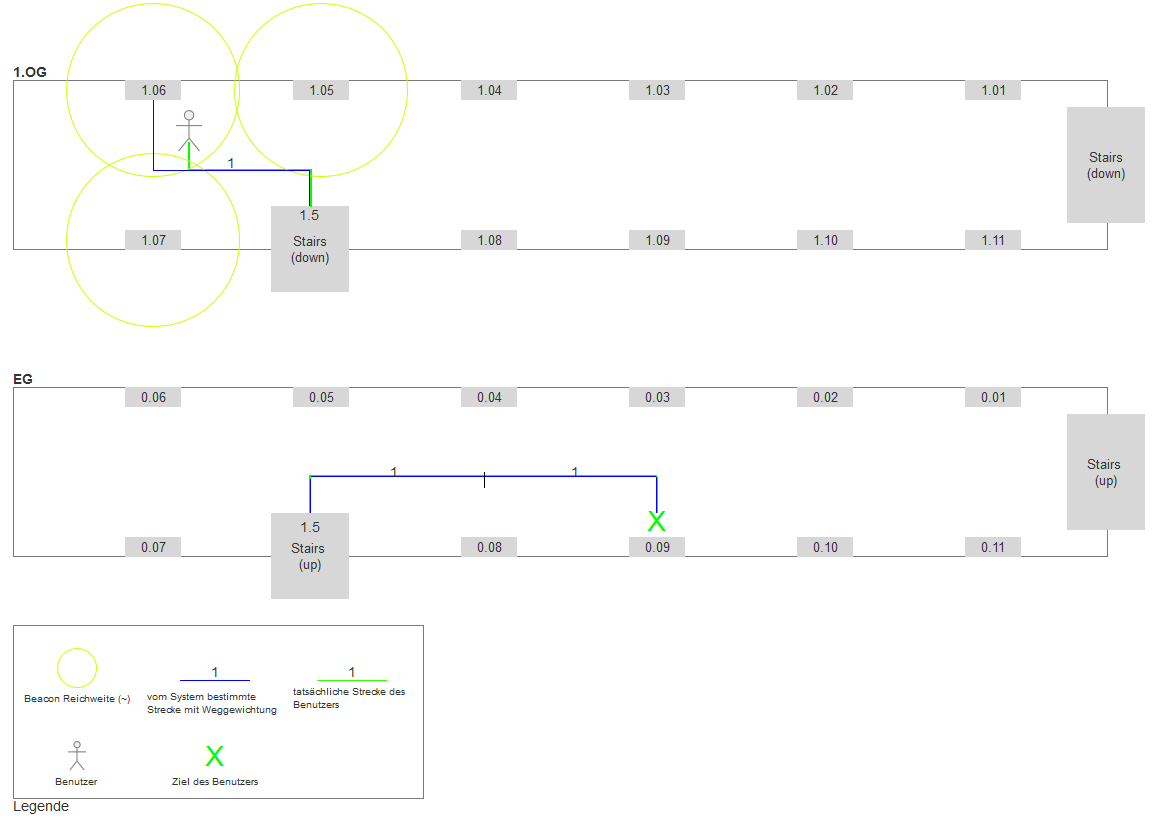 1.OG
1.06
1.05
1.04
1.03
1.02
1.01
1
Stairs
(down)
1.5
Stairs
(down)
1.07
1.08
1.09
1.10
1.11
EG
0.06
0.05
0.04
0.03
0.02
0.01
1
1
Stairs
(up)
X
1.5
Stairs
(up)
0.07
0.08
0.09
0.10
0.11
Beacon Reichweite (~)
1
vom System bestimmte
Strecke mit Weggewichtung
1
tatsächliche Strecke des
Benutzers
Benutzer
X
Ziel des Benutzers
Legende